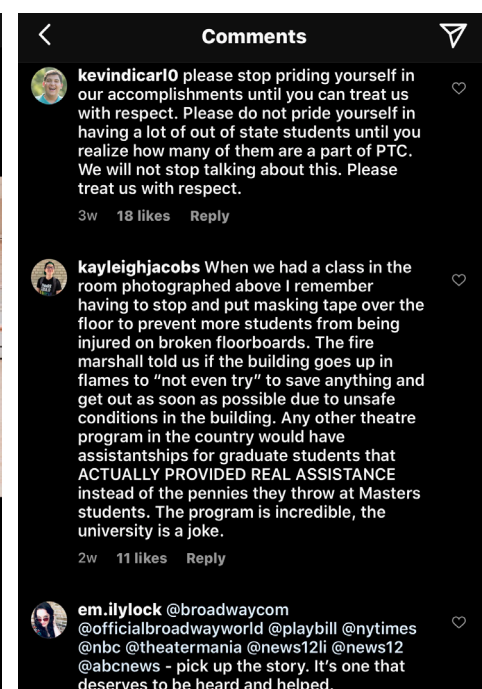 Comments
kevindicarl0 please stop priding yourself in
our accomplishments until you can treat us
with respect. Please do not pride yourself in
having a lot of out of state students until you
realize how many of them are a part of PTC.
We will not stop talking about this. Please
treat us with respect.
3w 18 likes Reply
kayleighjacobs When we had a class in the
room photographed above I remember
having to stop and put masking tape over the
floor to prevent more students from being
injured on broken floorboards. The fire
marshall told us if the building goes up in
flames to “not even try” to save anything and
get out as soon as possible due to unsafe
conditions in the building. Any other theatre
program in the country would have
assistantships for graduate students that
ACTUALLY PROVIDED REAL ASSISTANCE
instead of the pennies they throw at Masters
students. The program is incredible, the
university is a joke.
2w 11 likes Reply
em.ilylock @broadwaycom
@officialbroadwayworld @playbill @nytimes
@nbc @theatermania @news12li @news12
@abcnews - pick up the story. It’s one that
deserves to be heard and helped.